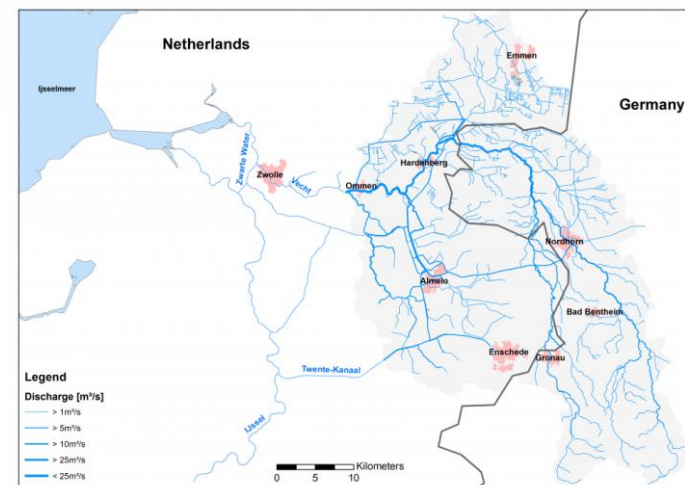 Netherlands
Emmen
Germany
Ijsselmeer
Zwarte Water
Zwolle
Vecht
Ommen
Hardenberg
Nordhorn
Almelo
Bad Bentheim
Enschede
Gronau
Twente-Kanaal
IJssel
Legend
Discharge [m³/s]
> 1m³/s
> 5m³/s
> 10m³/s
> 25m³/s
< 25m³/s
Kilometers
0 5 10